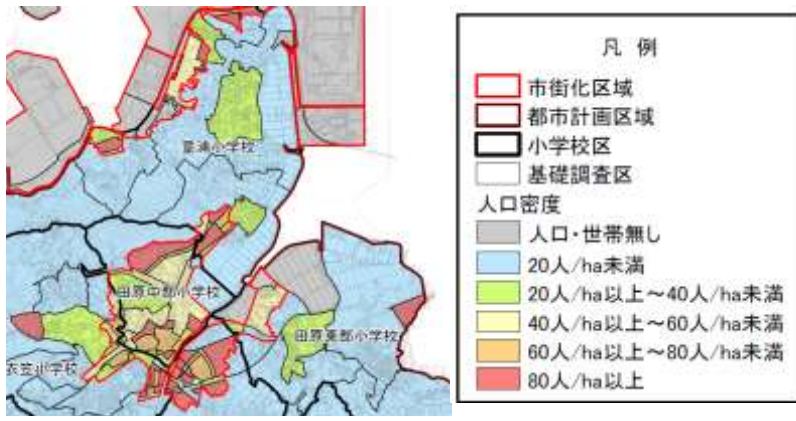 童浦小学校
田原中部小学校
田原東部小学校
衣笠小学校
凡 例
市街化区域
都市計画区域
小学校区
基礎調査区
人口密度
人口・世帯無し
20人/ha未満
20人/ha以上～40人/ha未満
40人/ha以上～60人/ha未満
60人/ha以上～80人/ha未満
80人/ha以上